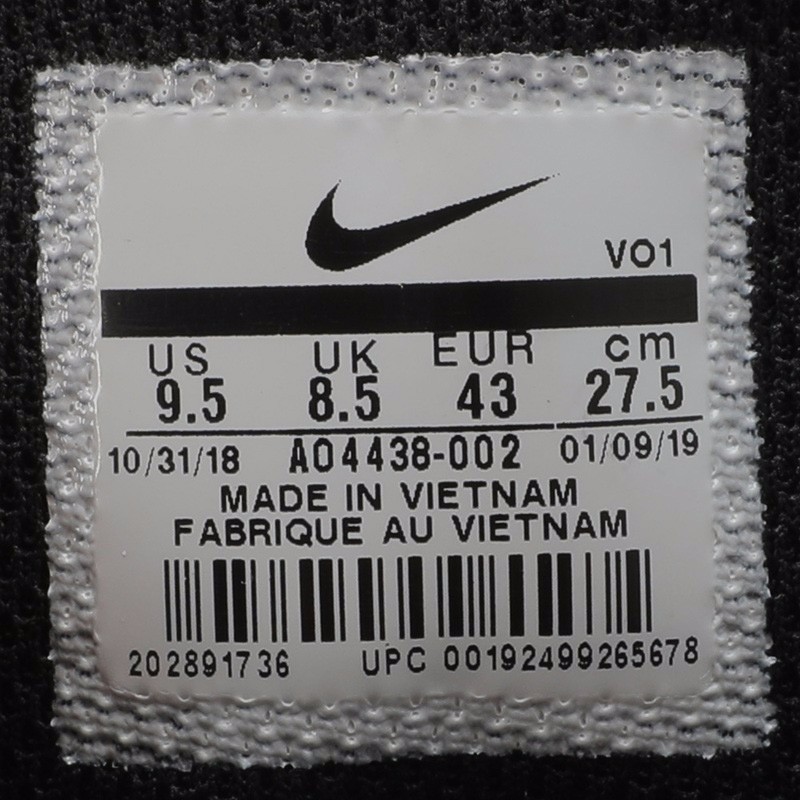 VO1
US UK EUR cm
9.5 8.5 43 27.5
10/31/18 AO4438-002 01/09/19
MADE IN VIETNAM
FABRIQUE AU VIETNAM
202891736 UPC 00192499265678